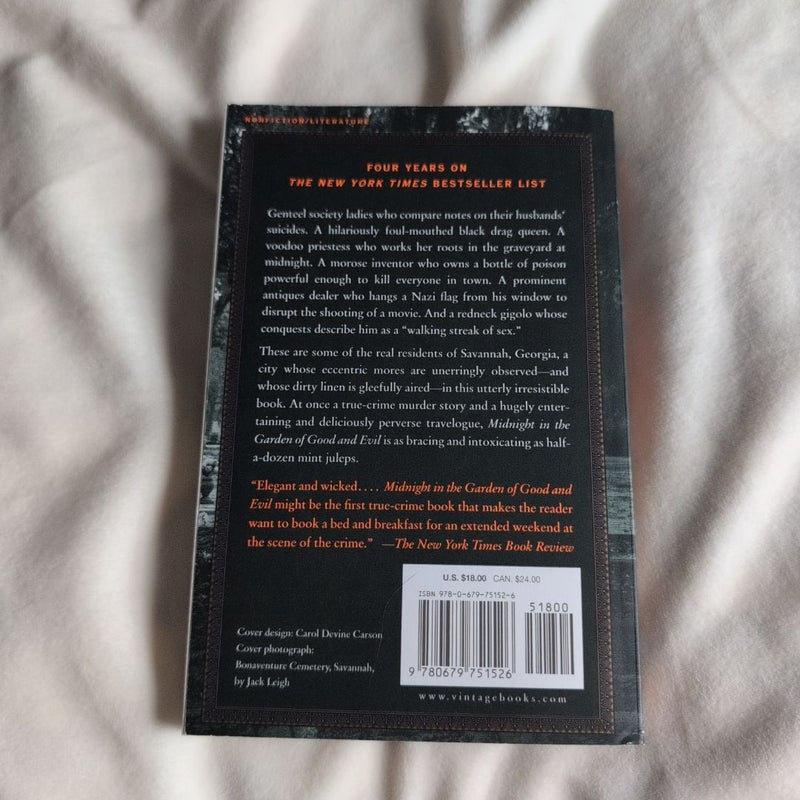 NONFICTION/LITERATURE
FOUR YEARS ON
THE NEW YORK TIMES BESTSELLER LIST
Genteel society ladies who compare notes on their husbands'
suicides. A hilariously foul-mouthed black drag queen. A
voodoo priestess who works her roots in the graveyard at
midnight. A morose inventor who owns a bottle of poison
powerful enough to kill everyone in town. A prominent
antiques dealer who hangs a Nazi flag from his window to
disrupt the shooting of a movie. And a redneck gigolo whose
conquests describe him as a “walking streak of sex.”
These are some of the real residents of Savannah, Georgia, a
city whose eccentric mores are unerringly observed—and
whose dirty linen is gleefully aired—in this utterly irresistible
book. At once a true-crime murder story and a hugely enter-
taining and deliciously perverse travelogue, Midnight in the
Garden of Good and Evil is as bracing and intoxicating as half-
a-dozen mint juleps.
“Elegant and wicked.... Midnight in the Garden of Good and
Evil might be the first true-crime book that makes the reader
want to book a bed and breakfast for an extended weekend at
the scene of the crime.” —The New York Times Book Review
U.S. $18.00 CAN. $24.00
ISBN 978-0-679-75152-6
51800
9 780679 751526
Cover design: Carol Devine Carson
Cover photograph:
Bonaventure Cemetery, Savannah,
by Jack Leigh
www.vintagebooks.com